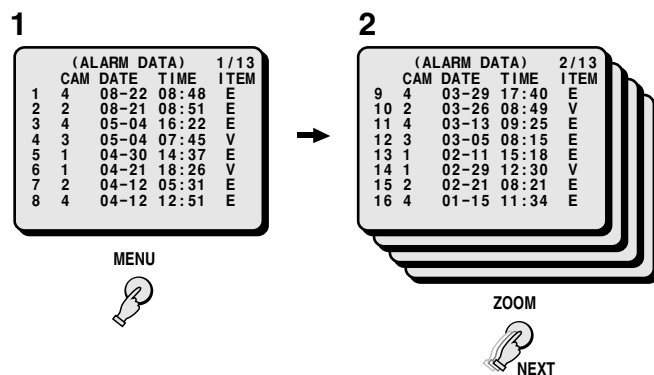 1
(ALARM DATA) 1/13
CAM DATE TIME ITEM
1 4 08-22 08:48 E
2 2 08-21 08:51 E
3 4 05-04 16:22 E
4 3 05-04 07:45 V
5 1 04-30 14:37 E
6 1 04-21 18:26 V
7 2 04-12 05:31 E
8 4 04-12 12:51 E
MENU
2
(ALARM DATA) 2/13
CAM DATE TIME ITEM
9 4 03-29 17:40 E
10 2 03-26 08:49 V
11 4 03-13 09:25 E
12 3 03-05 08:15 E
13 1 02-11 15:18 E
14 1 02-29 12:30 V
15 2 02-21 08:21 E
16 4 01-15 11:34 E
ZOOM
NEXT